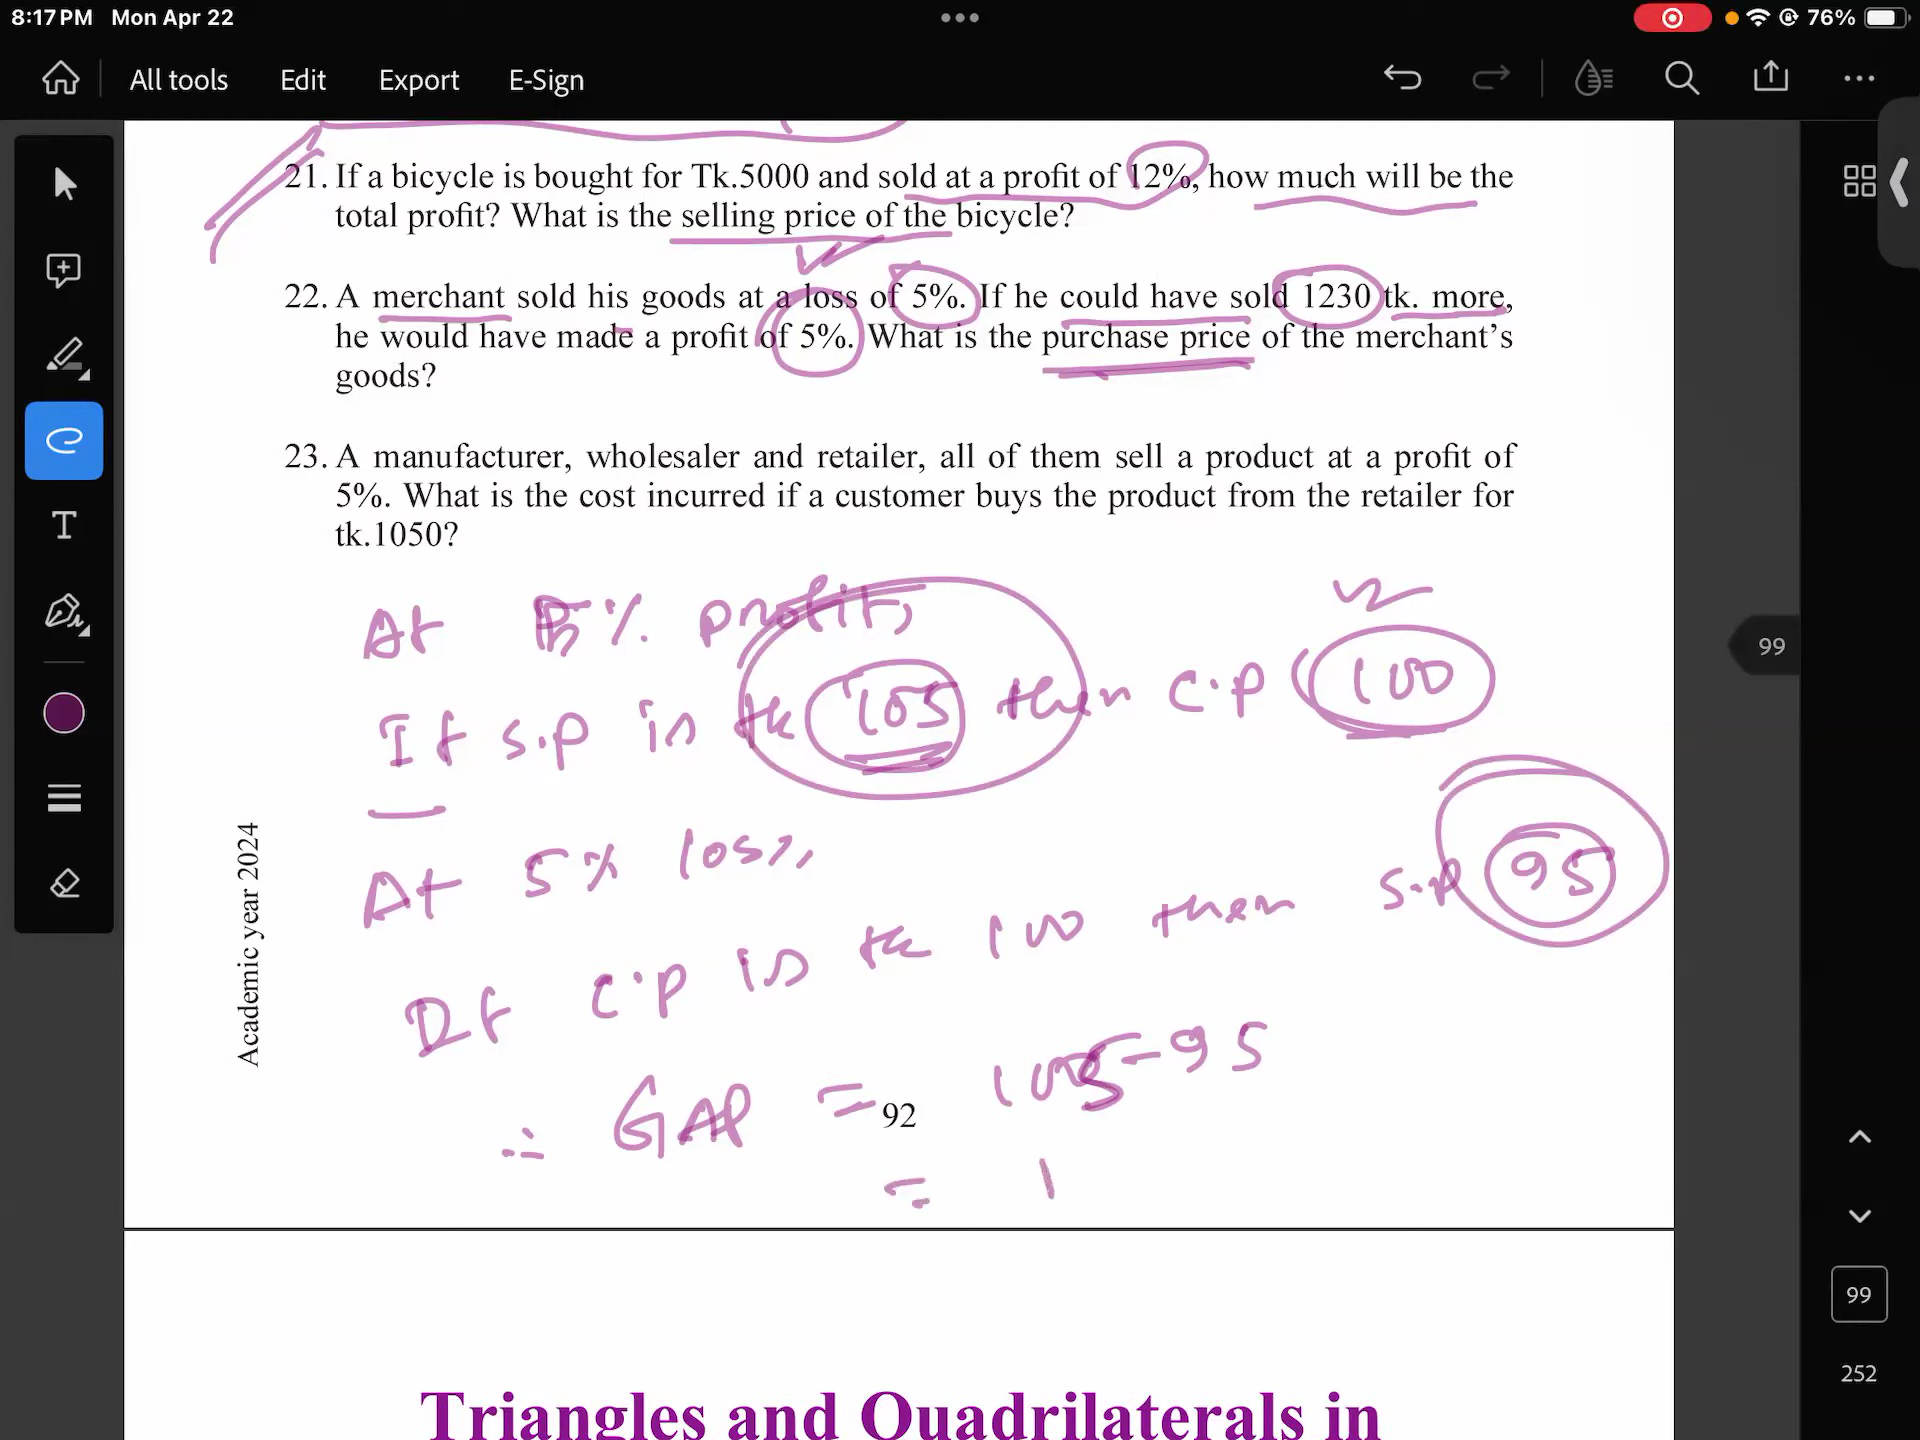 8:17 PM Mon Apr 22
76%
All tools Edit Export E-Sign
21. If a bicycle is bought for Tk.5000 and sold at a profit of 12%, how much will be the
total profit? What is the selling price of the bicycle?
22. A merchant sold his goods at a loss of 5%. If he could have sold 1230 tk. more,
he would have made a profit of 5%. What is the purchase price of the merchant's
goods?
23. A manufacturer, wholesaler and retailer, all of them sell a product at a profit of
5%. What is the cost incurred if a customer buys the product from the retailer for
tk.1050?
At 5% profit,
If s.p is tk 105 then c.p 100
At 5% loss,
If c.p is tk 100 then s.p 95
∴ GAP = 105-95
= 1
92
Academic year 2024
99
99
252
Triangles and Quadrilaterals in